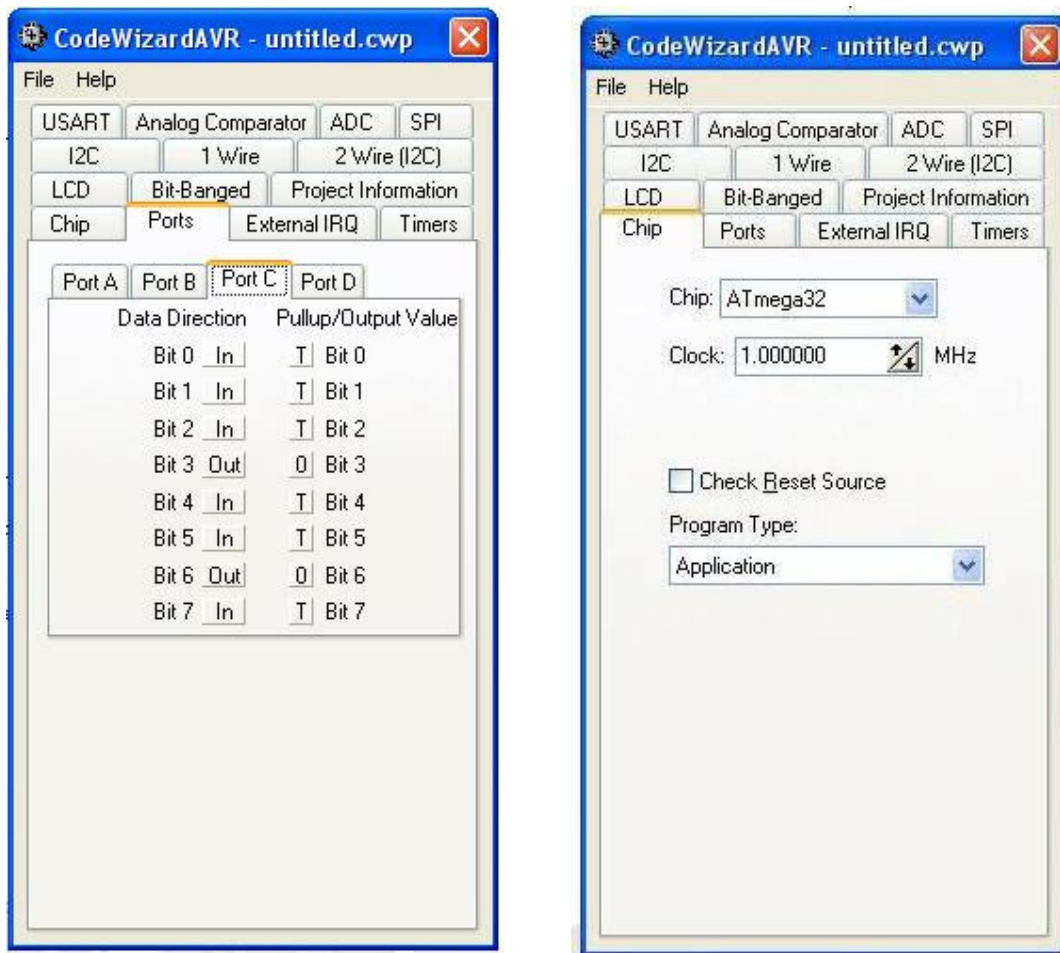 CodeWizardAVR - untitled.cwp
File Help
USART Analog Comparator ADC SPI
I2C 1 Wire 2 Wire (I2C)
LCD Bit-Banged Project Information
Chip Ports External IRQ Timers
Port A Port B Port C Port D
Data Direction Pullup/Output Value
Bit 0 In T Bit 0
Bit 1 In T Bit 1
Bit 2 In T Bit 2
Bit 3 Out 0 Bit 3
Bit 4 In T Bit 4
Bit 5 In T Bit 5
Bit 6 Out 0 Bit 6
Bit 7 In T Bit 7
CodeWizardAVR - untitled.cwp
File Help
USART Analog Comparator ADC SPI
I2C 1 Wire 2 Wire (I2C)
LCD Bit-Banged Project Information
Chip Ports External IRQ Timers
Chip: ATmega32
Clock: 1.000000 MHz
Check Reset Source
Program Type:
Application